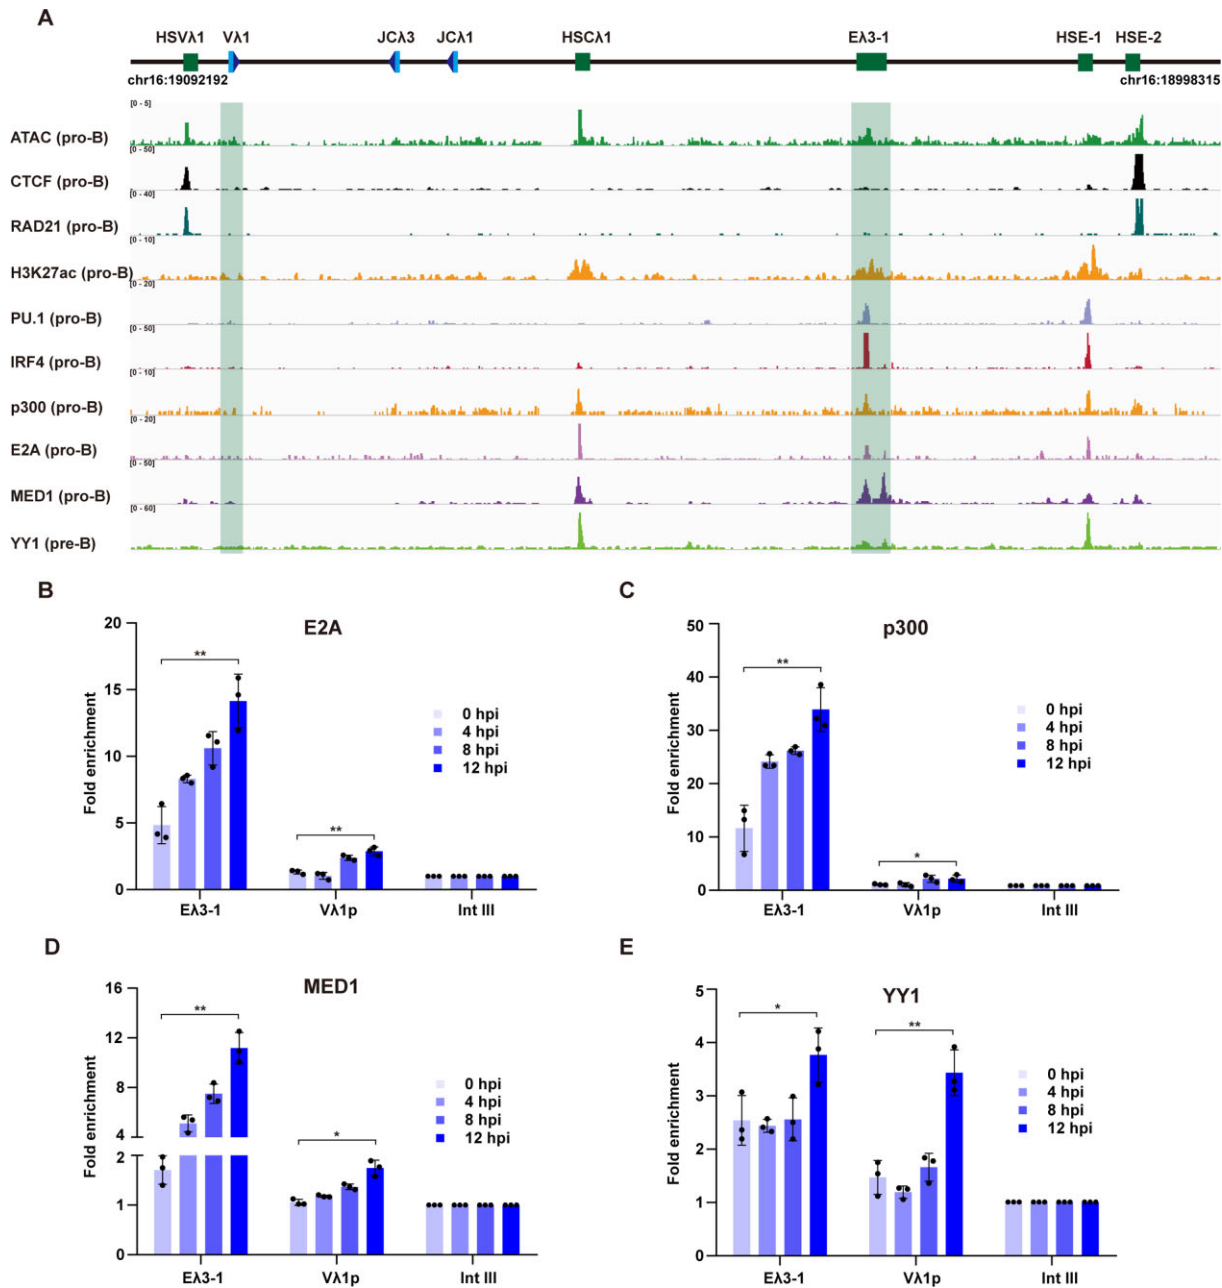 A
HSVλ1 Vλ1 JCλ3 JCλ1 HSCλ1 Eλ3-1 HSE-1 HSE-2
chr16:19092192 chr16:18998315
[0 - 5]
ATAC (pro-B)
[0 - 50]
CTCF (pro-B)
[0 - 40]
RAD21 (pro-B)
[0 - 10]
H3K27ac (pro-B)
[0 - 20]
PU.1 (pro-B)
[0 - 50]
IRF4 (pro-B)
[0 - 10]
p300 (pro-B)
[0 - 20]
E2A (pro-B)
[0 - 50]
MED1 (pro-B)
[0 - 60]
YY1 (pre-B)
B
E2A
Fold enrichment
20
15
10
5
0
**
**
0 hpi
4 hpi
8 hpi
12 hpi
Eλ3-1 Vλ1p Int III
C
p300
Fold enrichment
50
40
30
20
10
0
**
*
0 hpi
4 hpi
8 hpi
12 hpi
Eλ3-1 Vλ1p Int III
D
MED1
Fold enrichment
16
12
8
4
2
1
0
**
*
0 hpi
4 hpi
8 hpi
12 hpi
Eλ3-1 Vλ1p Int III
E
YY1
Fold enrichment
5
4
3
2
1
0
*
**
0 hpi
4 hpi
8 hpi
12 hpi
Eλ3-1 Vλ1p Int III